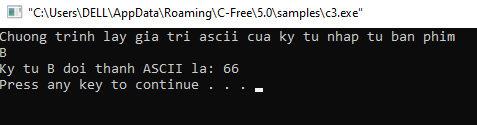 "C:\Users\DELL\AppData\Roaming\C-Free\5.0\samples\c3.exe"
Chuong trinh lay gia tri ascii cua ky tu nhap tu ban phim
B
Ky tu B doi thanh ASCII la: 66
Press any key to continue . . .